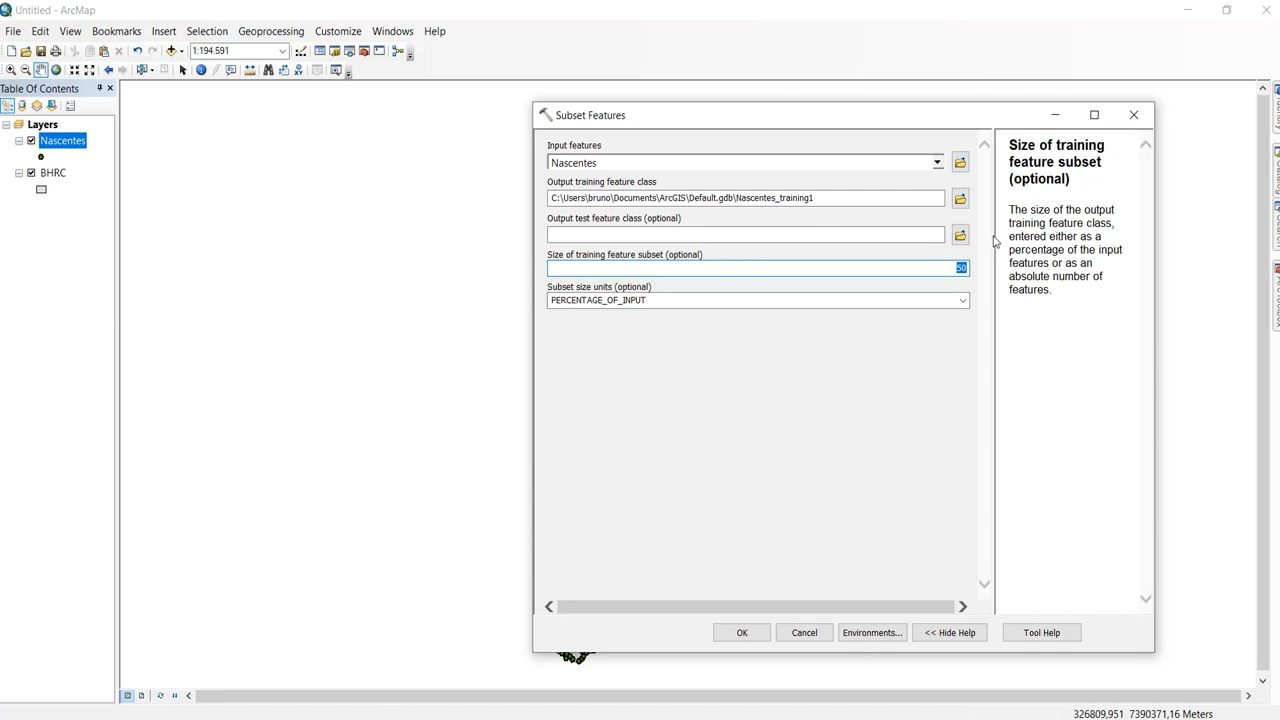 Untitled - ArcMap
File Edit View Bookmarks Insert Selection Geoprocessing Customize Windows Help
1:194.591
Table Of Contents
Layers
Nascentes
BHRC
Subset Features
Input features
Nascentes
Output training feature class
C:\Users\bruno\Documents\ArcGIS\Default.gdb\Nascentes_training1
Output test feature class (optional)
Size of training feature subset (optional)
50
Subset size units (optional)
PERCENTAGE_OF_INPUT
OK Cancel Environments... << Hide Help Tool Help
Size of training
feature subset
(optional)
The size of the output
training feature class,
entered either as a
percentage of the input
features or as an
absolute number of
features.
326809,951 7390371,16 Meters